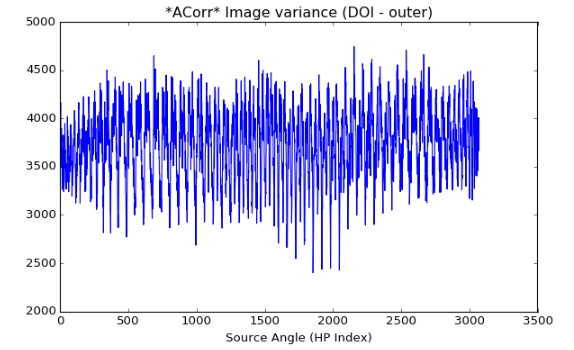 *ACorr* Image variance (DOI - outer)
5000
4500
4000
3500
3000
2500
2000
0 500 1000 1500 2000 2500 3000 3500
Source Angle (HP Index)